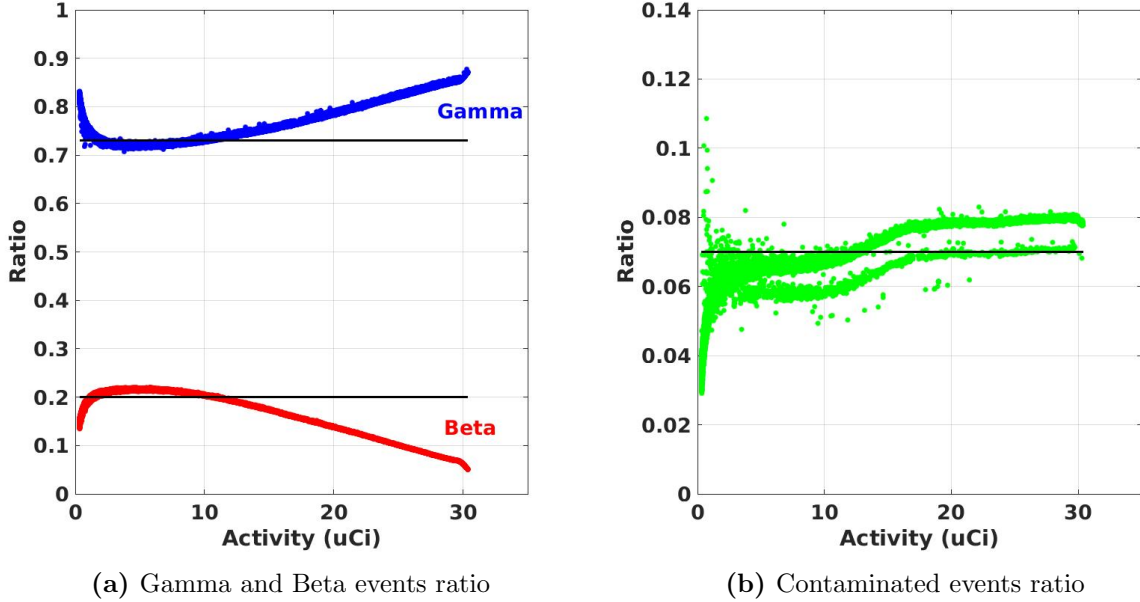 1
0.9
0.8
0.7
0.6
0.5
0.4
0.3
0.2
0.1
0
Ratio
Gamma
Beta
0 10 20 30
Activity (uCi)
(a) Gamma and Beta events ratio
0.14
0.12
0.1
0.08
0.06
0.04
0.02
0
Ratio
0 10 20 30
Activity (uCi)
(b) Contaminated events ratio